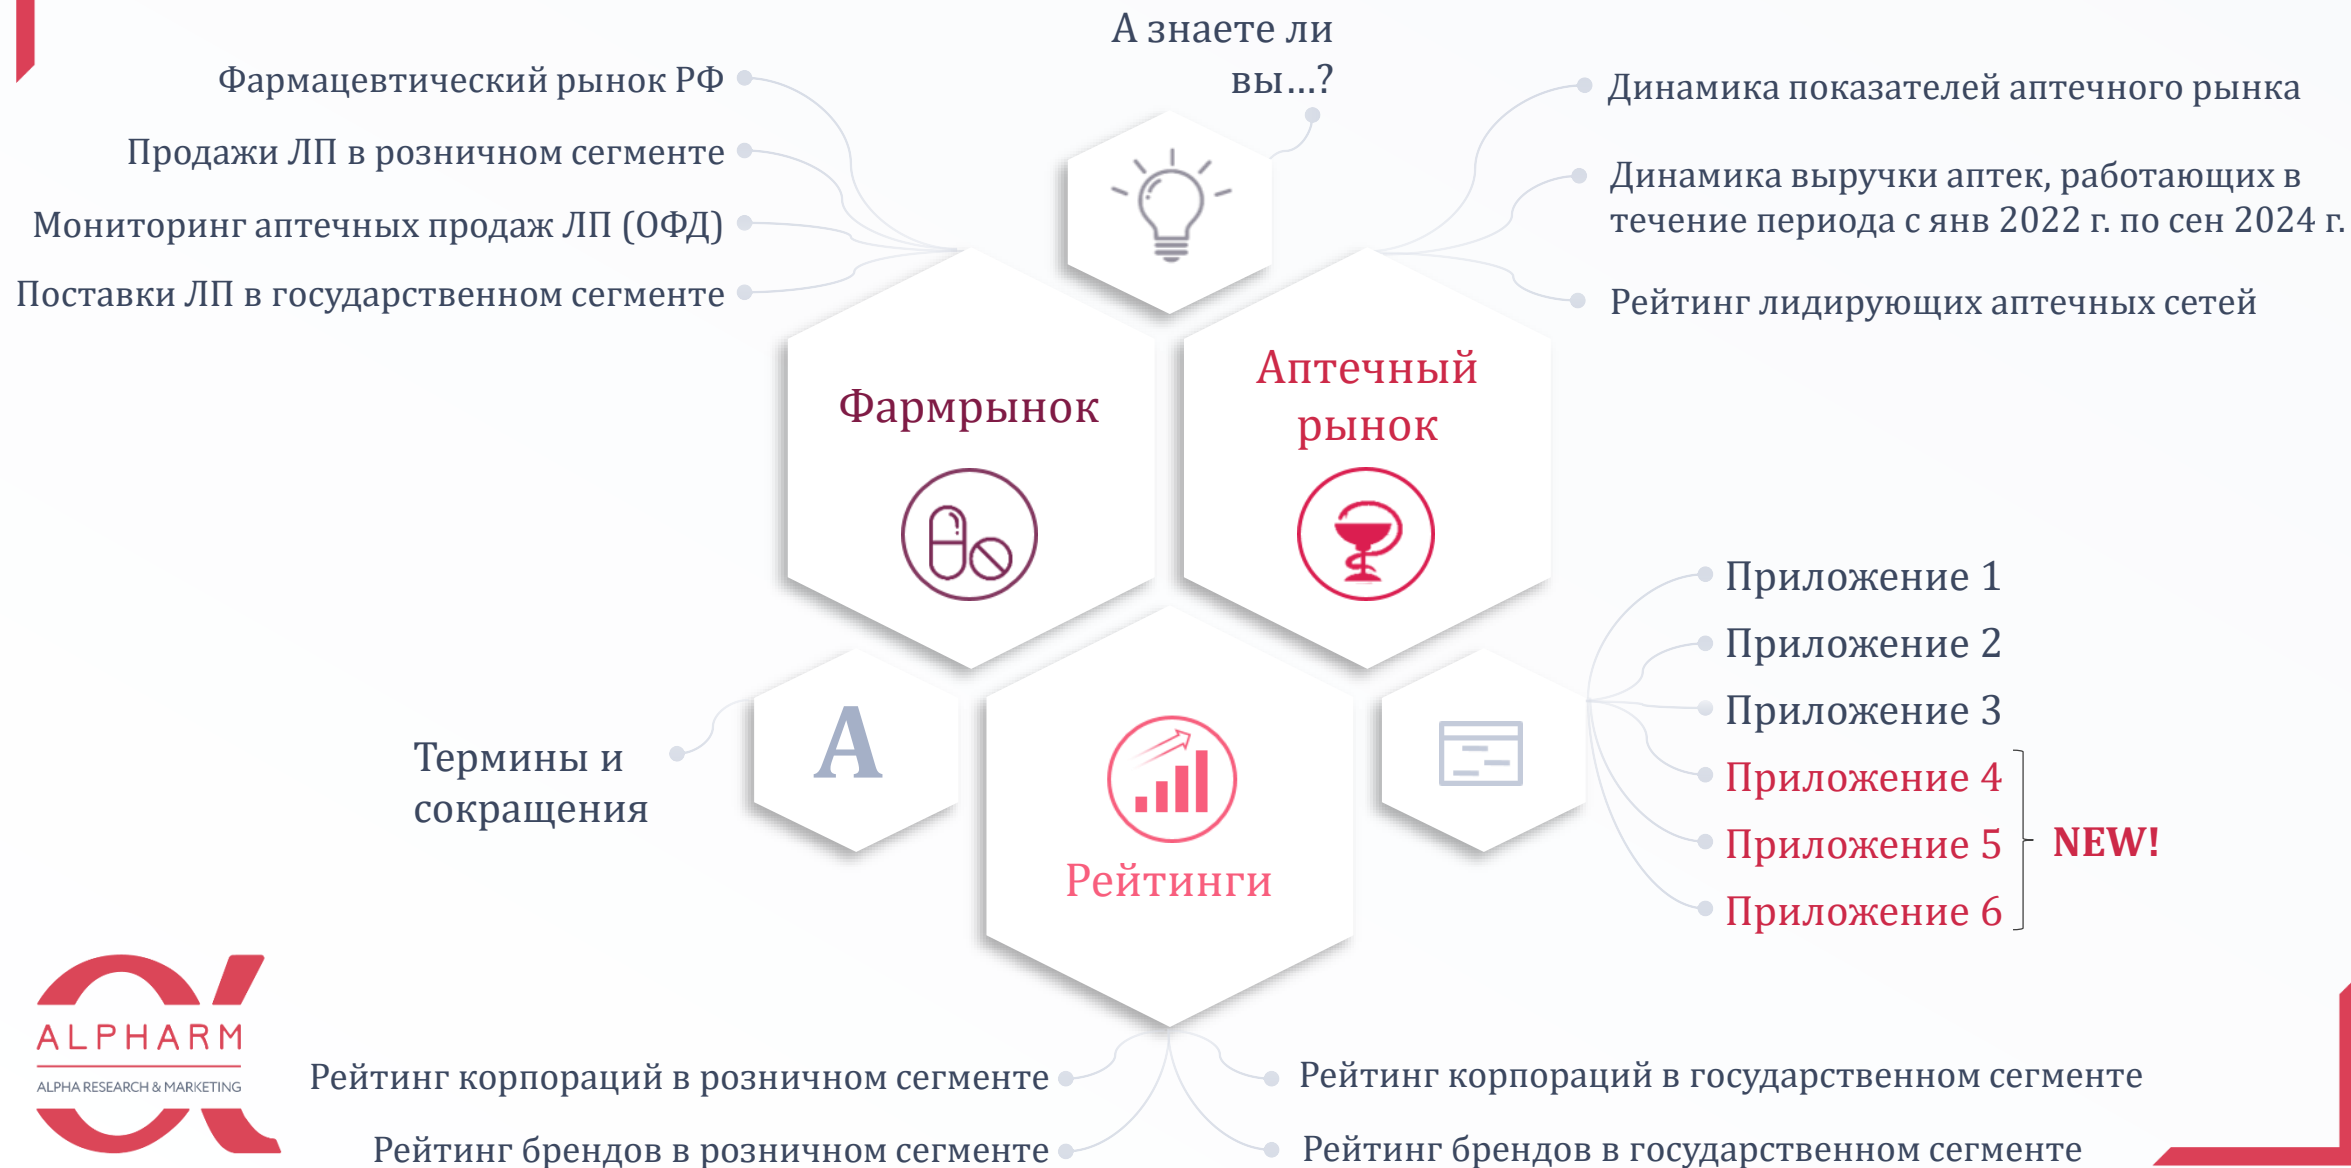 А знаете ли
вы...?
Фармацевтический рынок РФ
Продажи ЛП в розничном сегменте
Мониторинг аптечных продаж ЛП (ОФД)
Поставки ЛП в государственном сегменте
Динамика показателей аптечного рынка
Динамика выручки аптек, работающих в
течение периода с янв 2022 г. по сен 2024 г.
Рейтинг лидирующих аптечных сетей
Фармрынок
Аптечный
рынок
Приложение 1
Приложение 2
Приложение 3
Приложение 4
Приложение 5
Приложение 6
NEW!
Термины и
сокращения
A
Рейтинги
ALPHARM
ALPHA RESEARCH & MARKETING
Рейтинг корпораций в розничном сегменте
Рейтинг брендов в розничном сегменте
Рейтинг корпораций в государственном сегменте
Рейтинг брендов в государственном сегменте